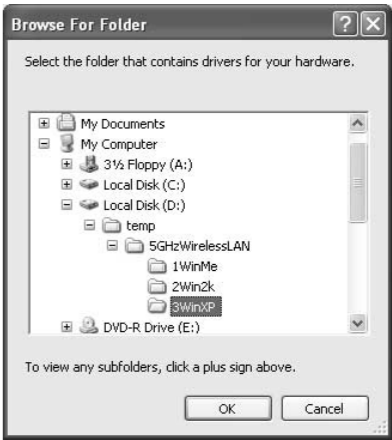 Browse For Folder
Select the folder that contains drivers for your hardware.
My Documents
My Computer
3½ Floppy (A:)
Local Disk (C:)
Local Disk (D:)
temp
5GHzWirelessLAN
1WinMe
2Win2k
3WinXP
DVD-R Drive (E:)
To view any subfolders, click a plus sign above.
OK Cancel